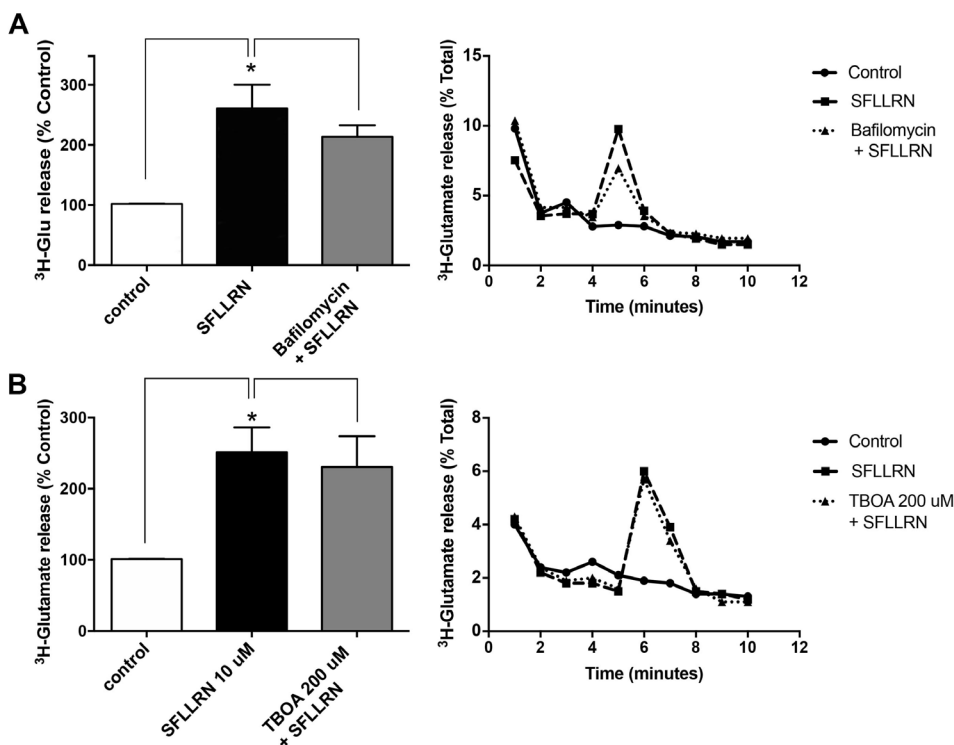 A
³H-Glu release (% Control)
300
200
100
0
*
control
SFLLRN
Bafilomycin
+ SFLLRN
³H-Glutamate release (% Total)
15
10
5
0
0 2 4 6 8 10 12
Time (minutes)
Control
SFLLRN
Bafilomycin
+ SFLLRN
B
³H-Glutamate release (% Control)
300
200
100
0
*
control
SFLLRN 10 uM
TBOA 200 uM
+ SFLLRN
³H-Glutamate release (% Total)
8
6
4
2
0
0 2 4 6 8 10 12
Time (minutes)
Control
SFLLRN
TBOA 200 uM
+ SFLLRN